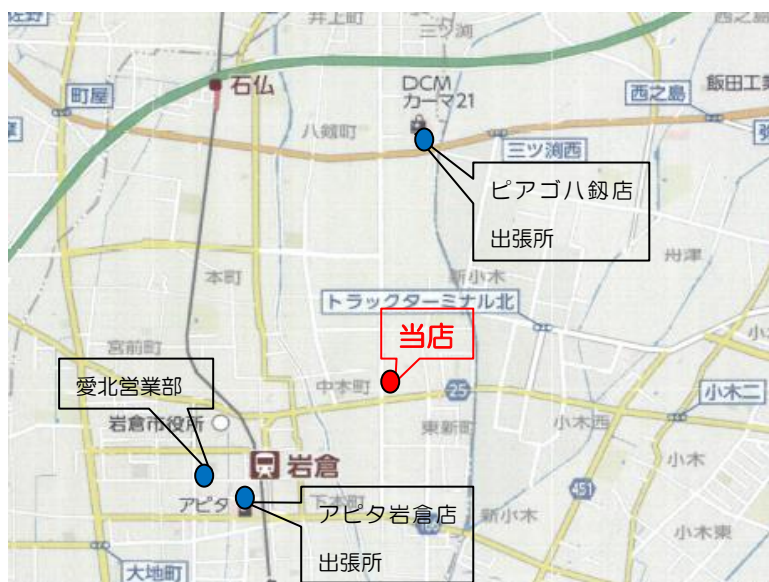 佐野
井上町
三ツ渕
西之島
石仏
DCM
カーマ21
飯田工業
町屋
西之島
八剱町
三ツ渕西
ピアゴ八剱店
出張所
舟津
本町
新小木
トラックターミナル北
当店
宮前町
愛北営業部
中本町
25
小木二
岩倉市役所
東新町
小木西
小木
岩倉
アピタ
下本町
アピタ岩倉店
出張所
451
新小木
小木東
大地町